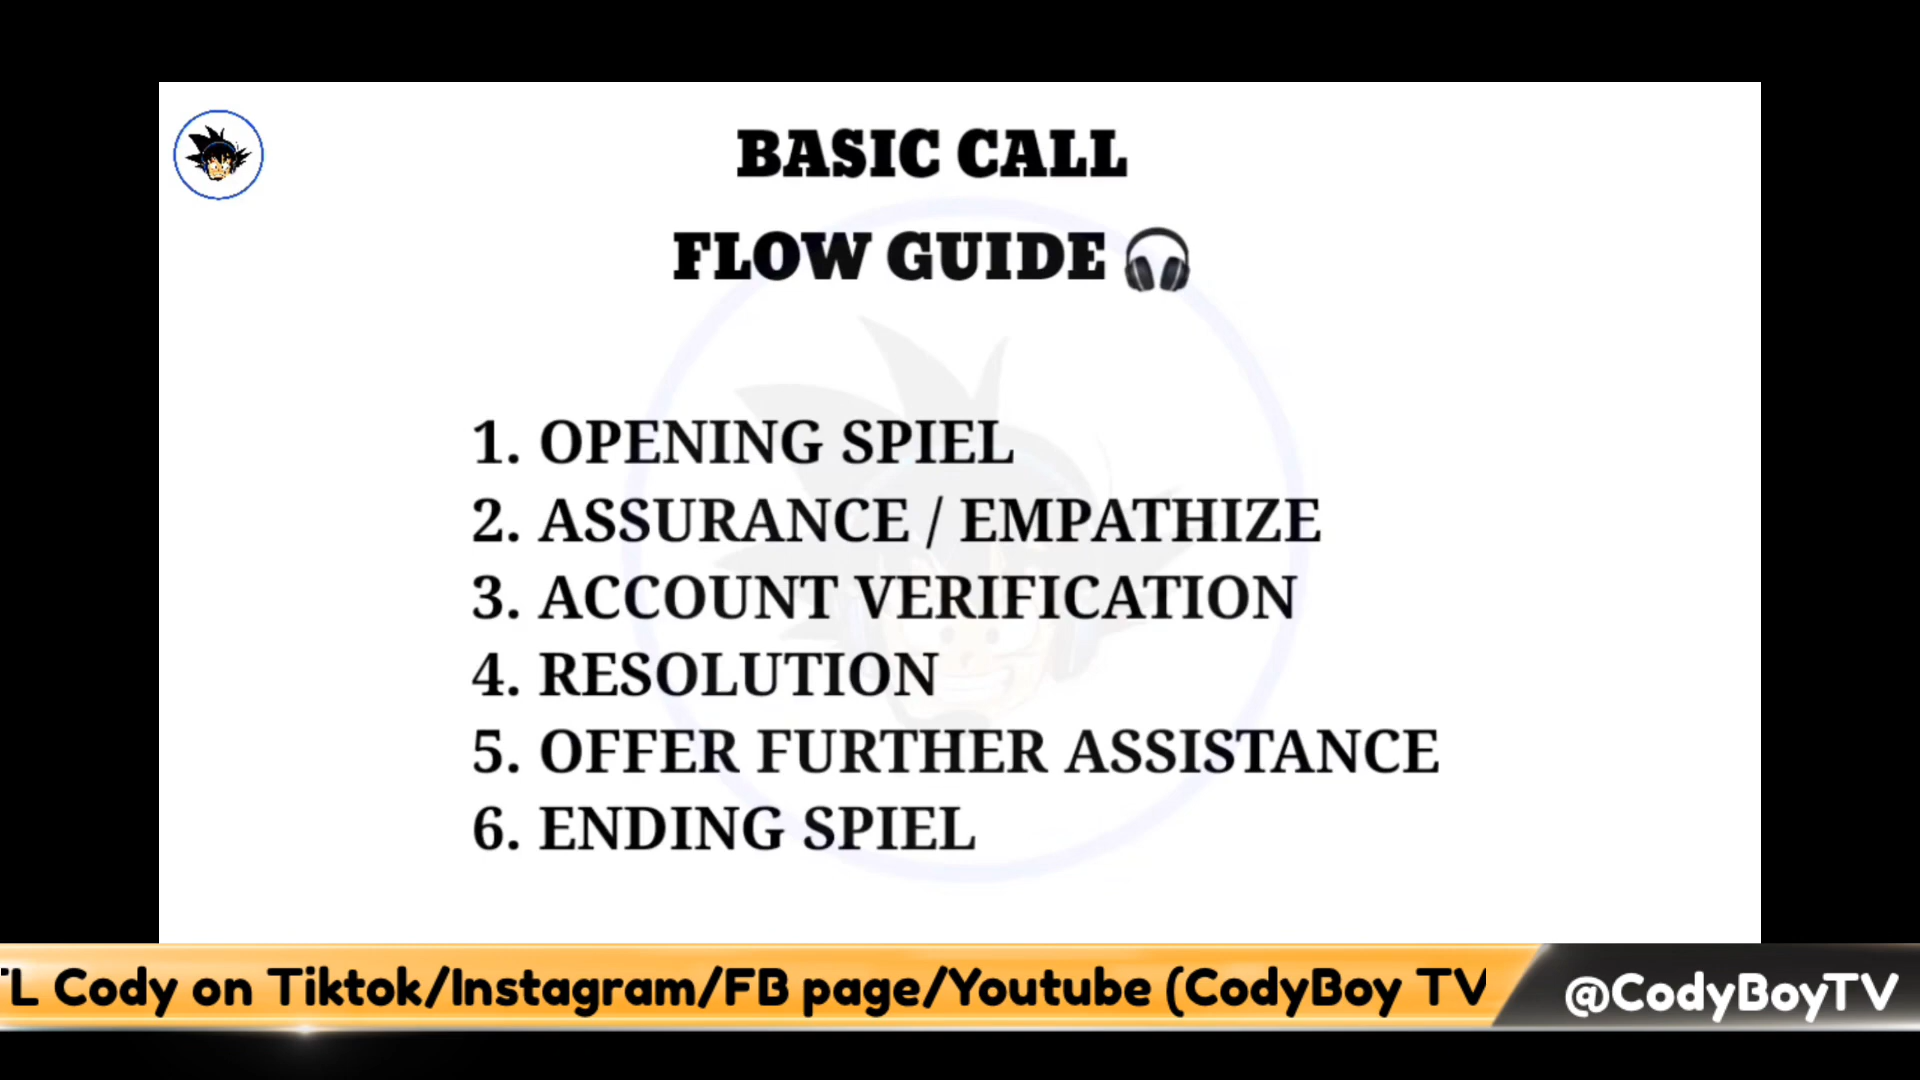 BASIC CALL
FLOW GUIDE
1. OPENING SPIEL
2. ASSURANCE / EMPATHIZE
3. ACCOUNT VERIFICATION
4. RESOLUTION
5. OFFER FURTHER ASSISTANCE
6. ENDING SPIEL
TL Cody on Tiktok/Instagram/FB page/Youtube (CodyBoy TV
@CodyBoyTV